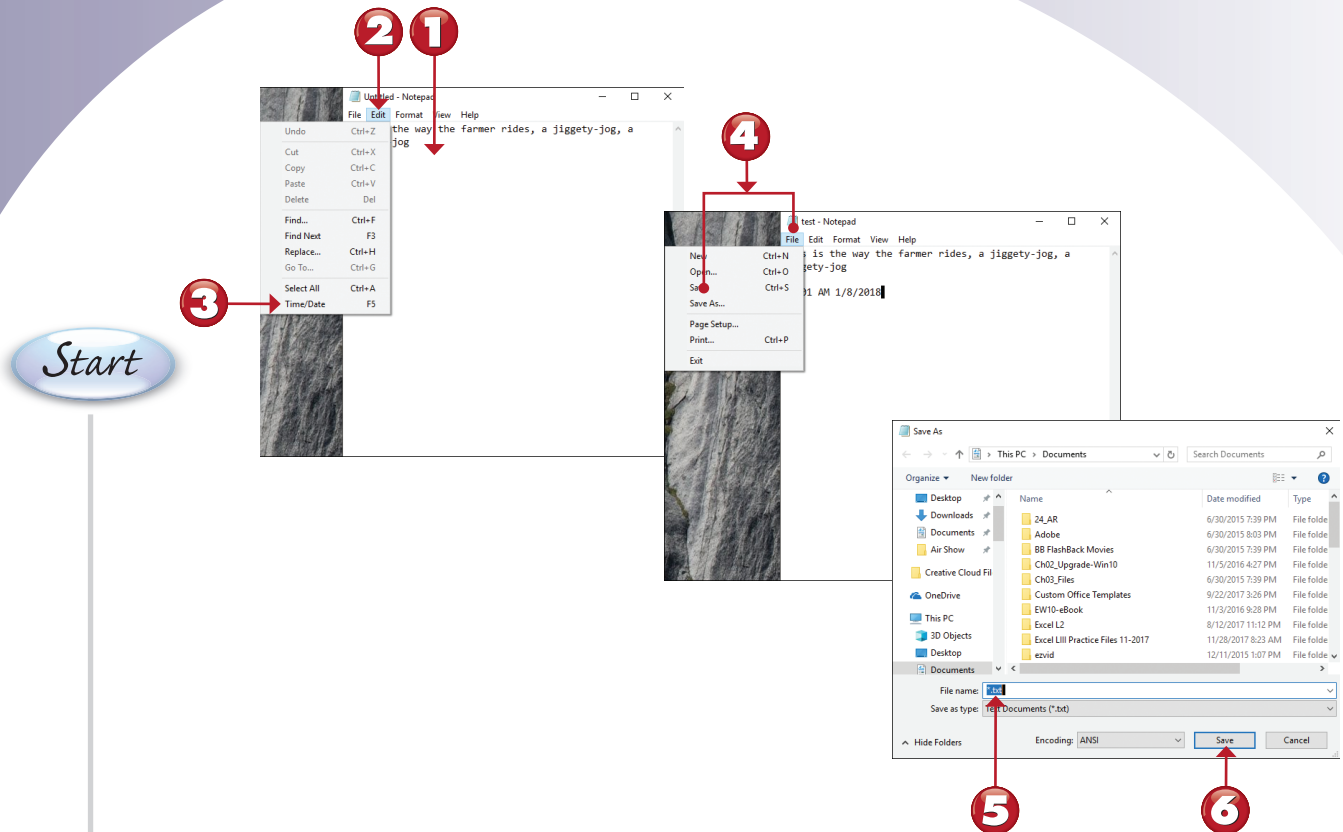 2
1
Untitled - Notepad
File Edit Format View Help
the way the farmer rides, a jiggety-jog, a
jog
Undo Ctrl+Z
Cut Ctrl+X
Copy Ctrl+C
Paste Ctrl+V
Delete Del
Find... Ctrl+F
Find Next F3
Replace... Ctrl+H
Go To... Ctrl+G
Select All Ctrl+A
Time/Date F5
3
Start
4
test - Notepad
File Edit Format View Help
is the way the farmer rides, a jiggety-jog, a
gety-jog
01 AM 1/8/2018
New Ctrl+N
Open... Ctrl+O
Save Ctrl+S
Save As...
Page Setup...
Print... Ctrl+P
Exit
Save As
This PC > Documents
Search Documents
Organize New folder
Desktop
Downloads
Documents
Air Show
Creative Cloud Fil
OneDrive
This PC
3D Objects
Desktop
Documents
Name Date modified Type
24_AR 6/30/2015 7:39 PM File folde
Adobe 6/30/2015 8:03 PM File folde
BB FlashBack Movies 6/30/2015 7:39 PM File folde
Ch02_Upgrade-Win10 11/5/2016 4:27 PM File folde
Ch03_Files 6/30/2015 7:39 PM File folde
Custom Office Templates 9/22/2017 3:26 PM File folde
EW10-eBook 11/3/2016 9:28 PM File folde
Excel L2 8/12/2017 11:12 PM File folde
Excel LIII Practice Files 11-2017 11/28/2017 8:23 AM File folde
ezvid 12/11/2015 1:07 PM File folde
File name: *.txt
Save as type: Text Documents (*.txt)
Hide Folders
Encoding: ANSI
Save
Cancel
5
6